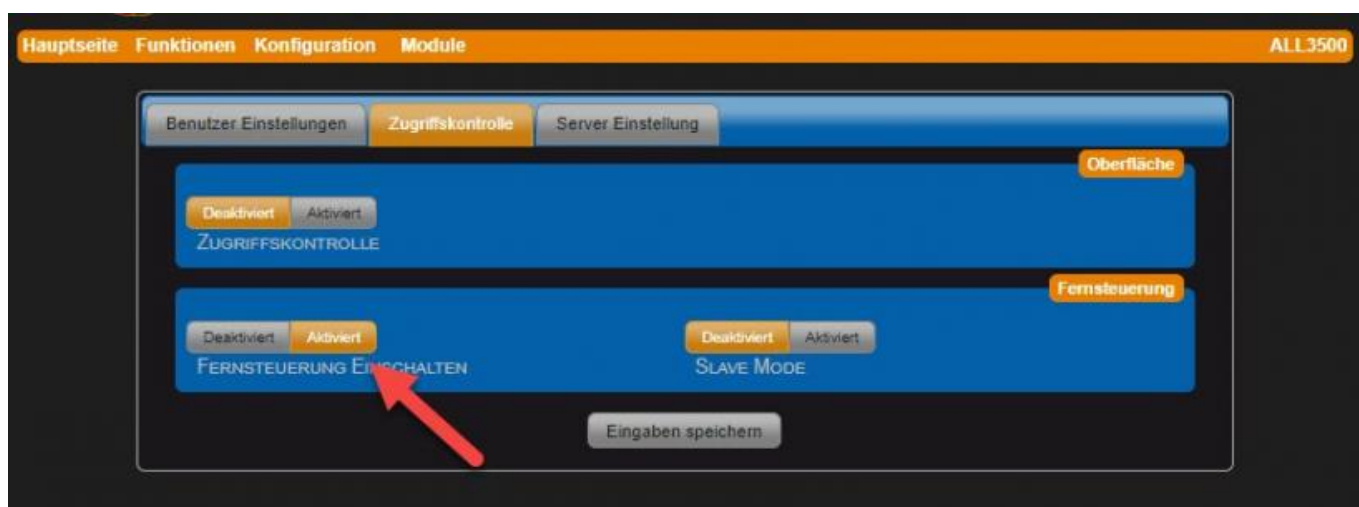 Hauptseite Funktionen Konfiguration Module ALL3500
Benutzer Einstellungen Zugriffskontrolle Server Einstellung
Oberfläche
Deaktiviert Aktiviert
ZUGRIFFSKONTROLLE
Fernsteuerung
Deaktiviert Aktiviert Deaktiviert Aktiviert
FERNSTEUERUNG EINSCHALTEN SLAVE MODE
Eingaben speichern